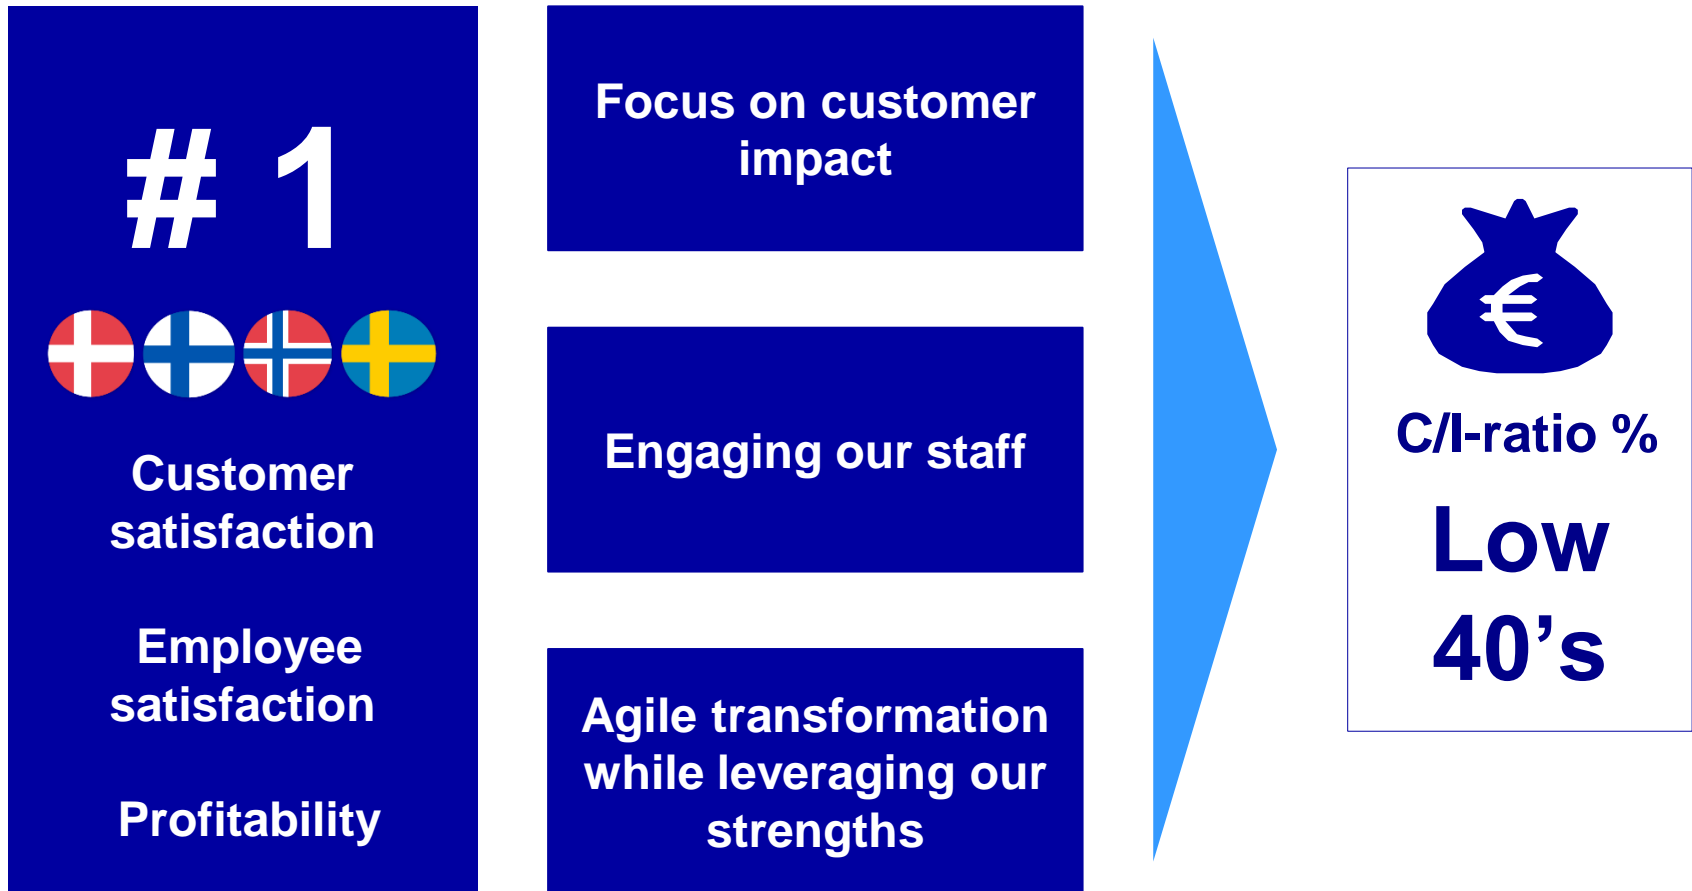 # 1
Customer
satisfaction
Employee
satisfaction
Profitability
Focus on customer
impact
Engaging our staff
Agile transformation
while leveraging our
strengths
€
C/I-ratio %
Low
40’s